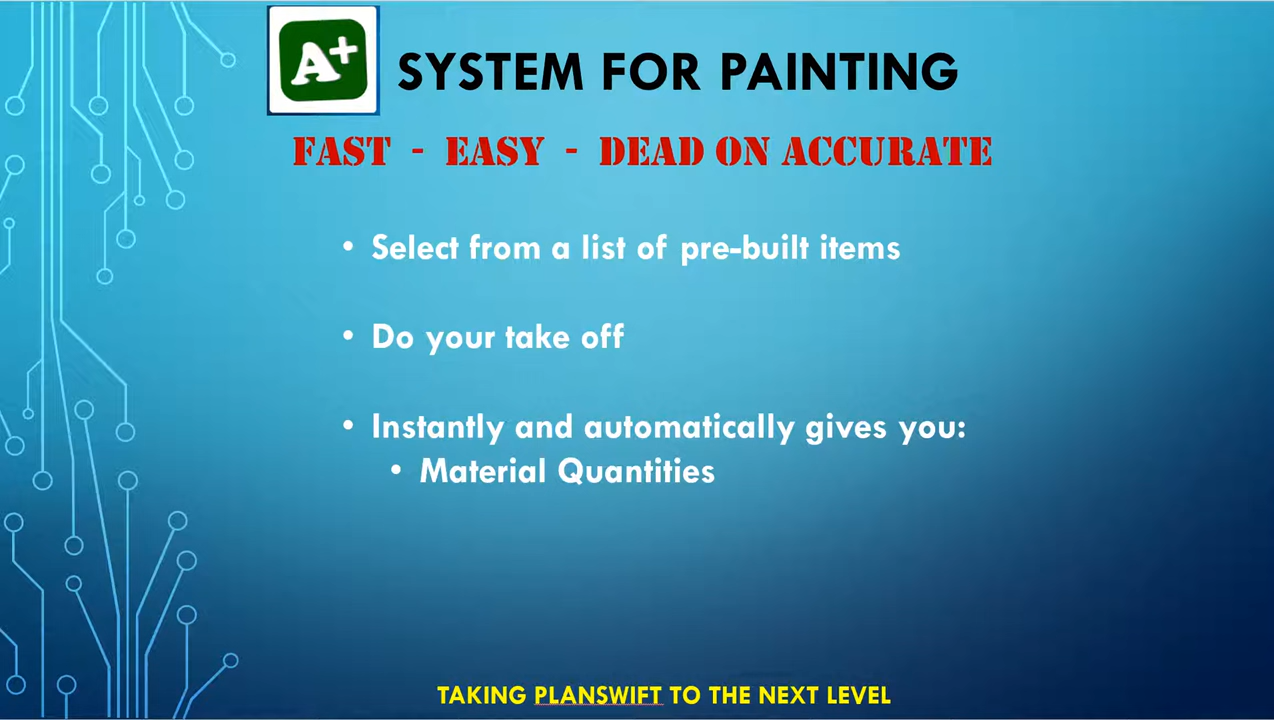 A+ SYSTEM FOR PAINTING
FAST - EASY - DEAD ON ACCURATE
• Select from a list of pre-built items
• Do your take off
• Instantly and automatically gives you:
• Material Quantities
TAKING PLANSWIFT TO THE NEXT LEVEL